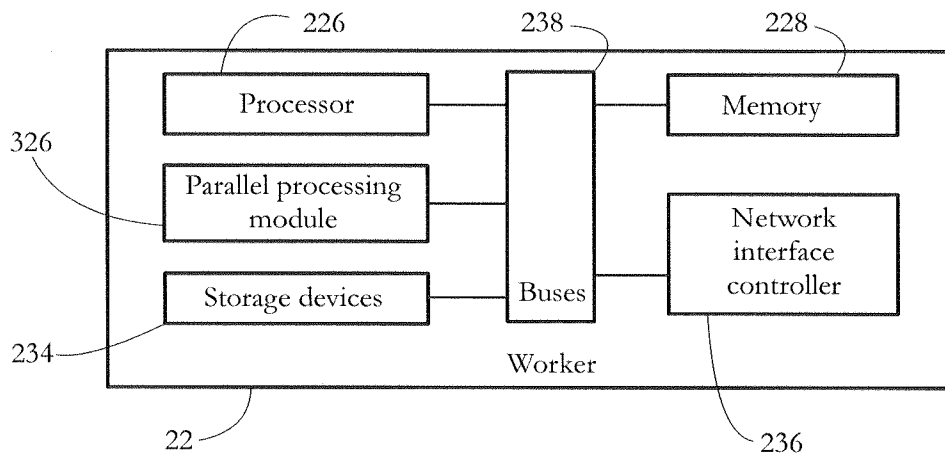 226
238
228
Processor
Memory
326
Parallel processing
module
Network
interface
controller
Storage devices
Buses
234
Worker
22
236